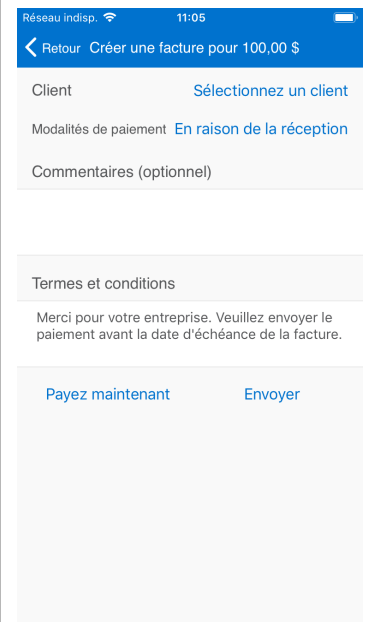 Réseau indisp. 11:05
Retour Créer une facture pour 100,00 $
Client Sélectionnez un client
Modalités de paiement En raison de la réception
Commentaires (optionnel)
Termes et conditions
Merci pour votre entreprise. Veuillez envoyer le
paiement avant la date d'échéance de la facture.
Payez maintenant Envoyer